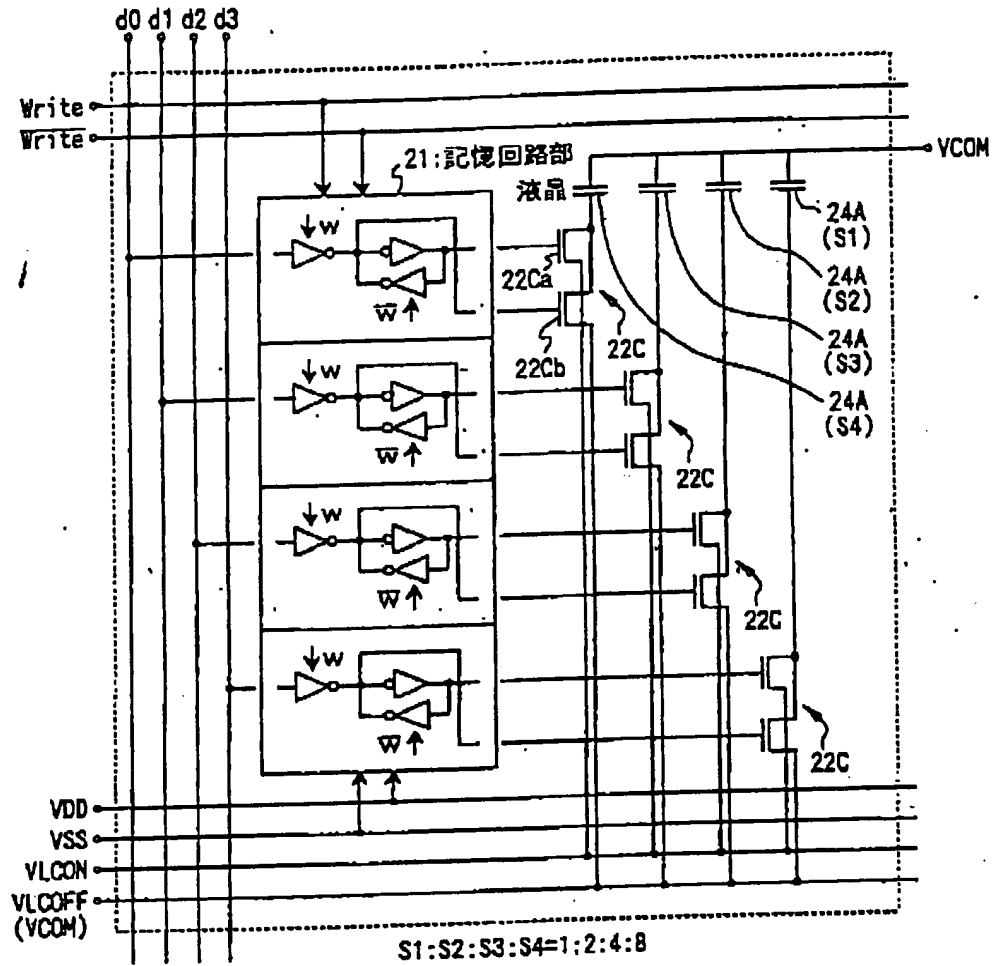 d0 d1 d2 d3
Write
W̅r̅i̅t̅e̅
VCOM
21:記憶回路部
液晶
W
W̅
22Ca
22Cb
22C
24A
(S1)
24A
(S2)
24A
(S3)
24A
(S4)
W
W̅
22C
W
W̅
22C
W
W̅
22C
VDD
VSS
VLCON
VLCOFF
(VCOM)
S1:S2:S3:S4=1:2:4:8